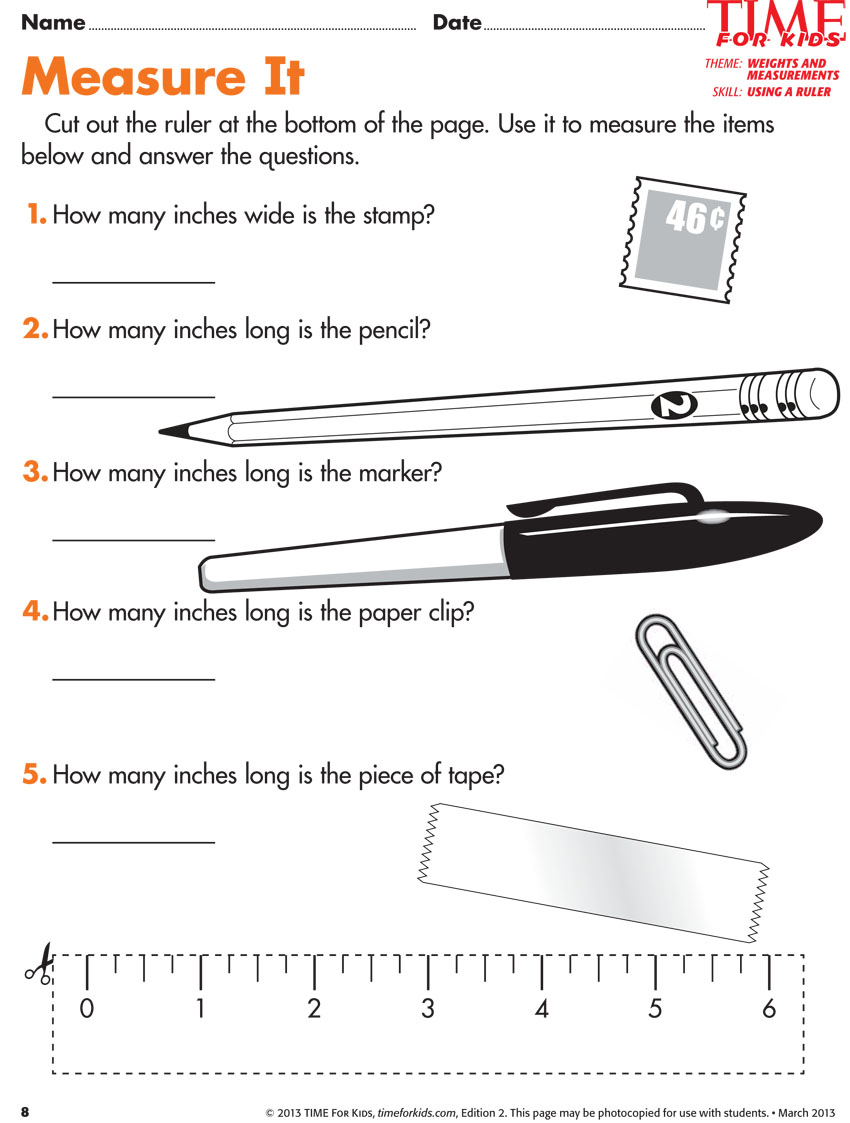 Name Date
TIME
FOR KIDS
THEME: WEIGHTS AND
MEASUREMENTS
SKILL: USING A RULER
Measure It
Cut out the ruler at the bottom of the page. Use it to measure the items
below and answer the questions.
1. How many inches wide is the stamp?
46¢
2. How many inches long is the pencil?
2
3. How many inches long is the marker?
4. How many inches long is the paper clip?
5. How many inches long is the piece of tape?
0 1 2 3 4 5 6
8 © 2013 TIME FOR KIDS, timeforkids.com, Edition 2. This page may be photocopied for use with students. • March 2013